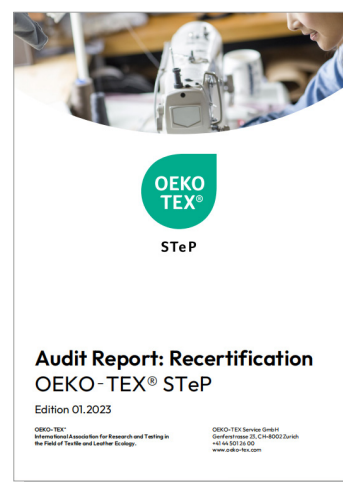 OEKO
TEX®
STeP
Audit Report: Recertification
OEKO-TEX® STeP
Edition 01.2023
OEKO-TEX®
International Association for Research and Testing in
the Field of Textile and Leather Ecology.
OEKO-TEX Service GmbH
Genferstrasse 23, CH-8002 Zurich
+41 44 501 26 00
www.oeko-tex.com